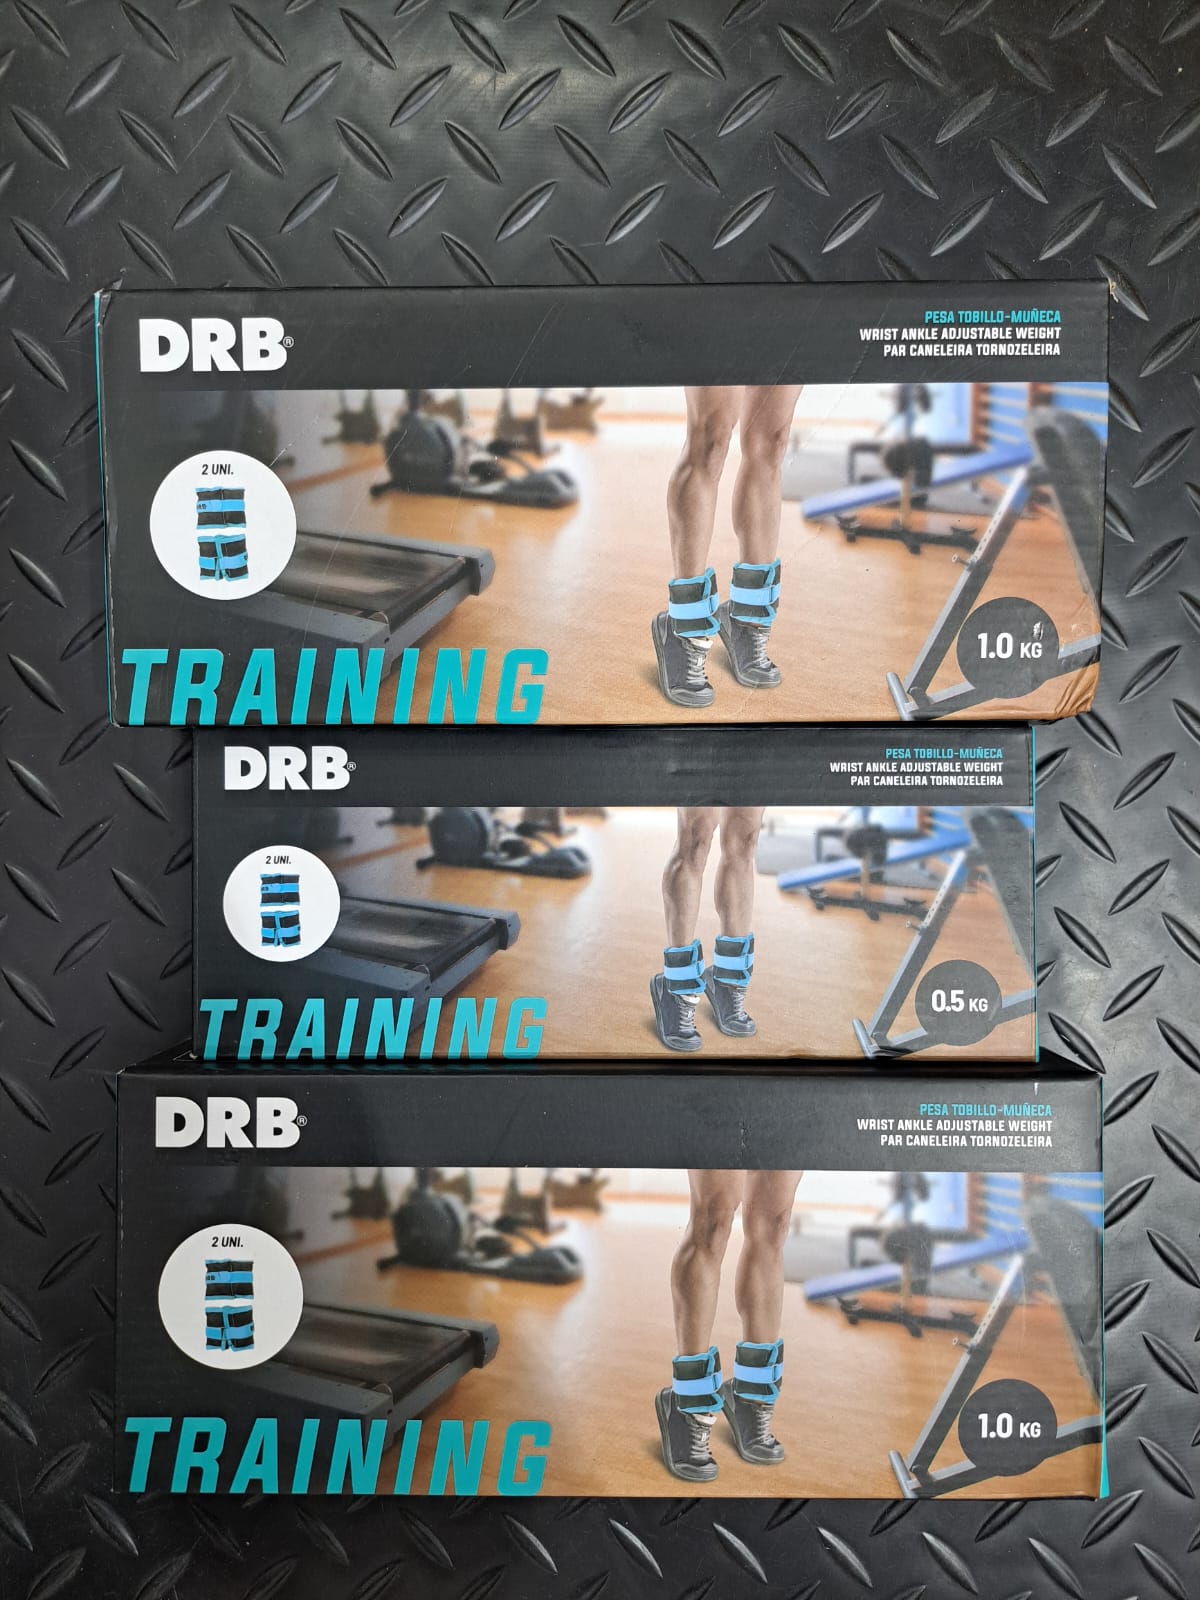 DRB®
PESA TOBILLO-MUÑECA
WRIST ANKLE ADJUSTABLE WEIGHT
PAR CANELEIRA TORNOZELEIRA
2 UNI.
1.0 KG
TRAINING
DRB®
PESA TOBILLO-MUÑECA
WRIST ANKLE ADJUSTABLE WEIGHT
PAR CANELEIRA TORNOZELEIRA
2 UNI.
0.5 KG
TRAINING
DRB®
PESA TOBILLO-MUÑECA
WRIST ANKLE ADJUSTABLE WEIGHT
PAR CANELEIRA TORNOZELEIRA
2 UNI.
1.0 KG
TRAINING